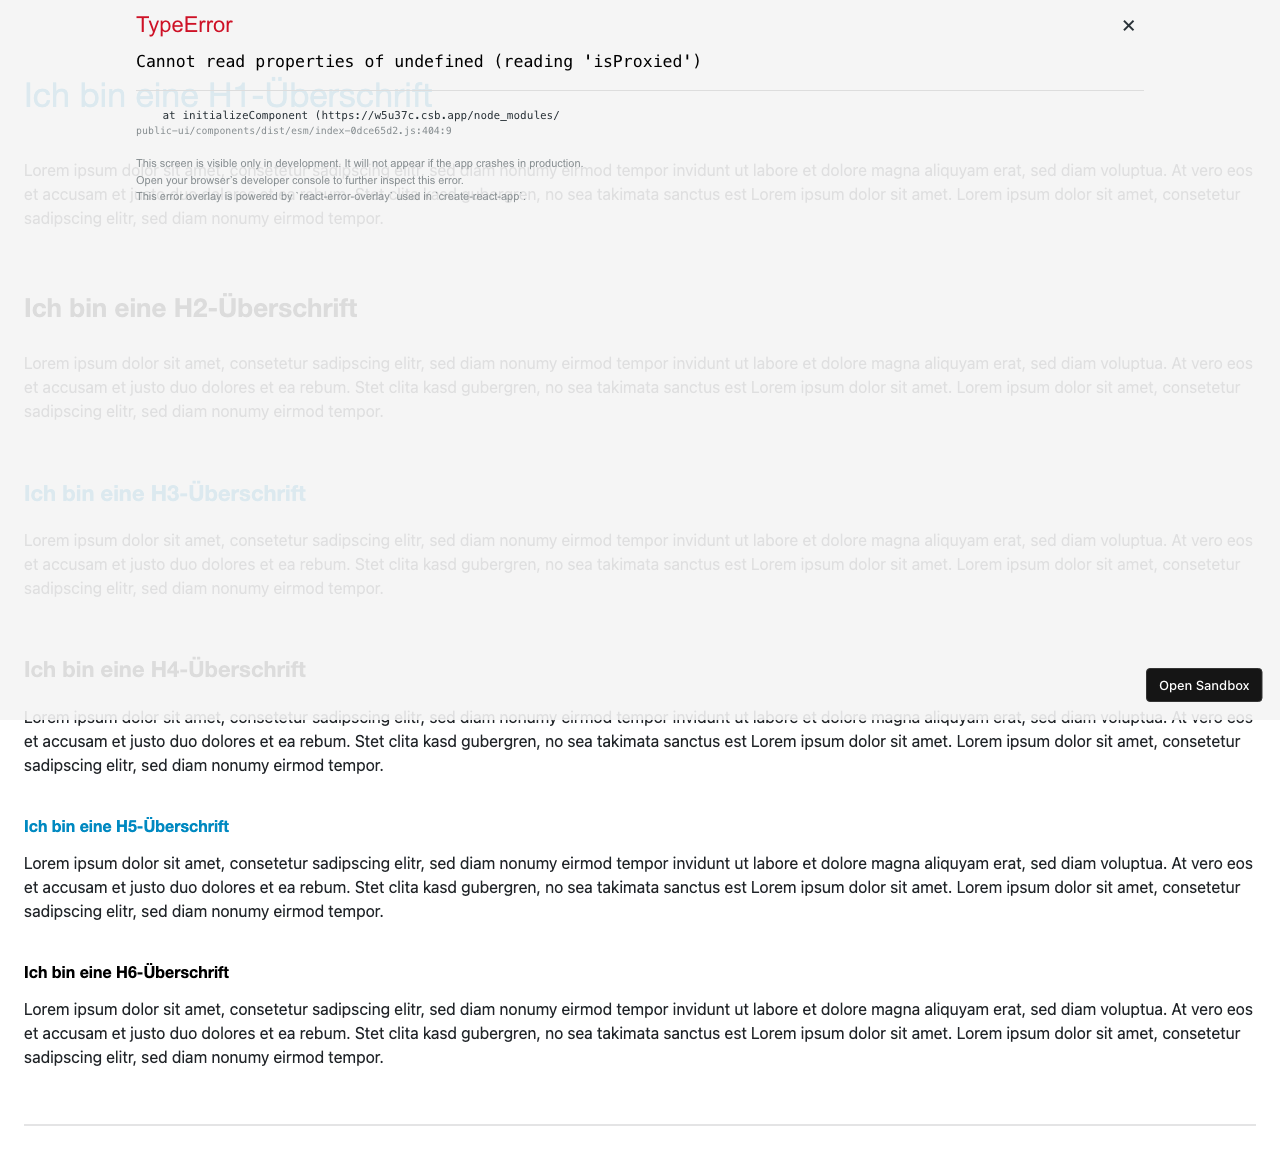 TypeError
×
Cannot read properties of undefined (reading 'isProxied')
Ich bin eine H1-Überschrift
at initializeComponent (https://w5u37c.csb.app/node_modules/
public-ui/components/dist/esm/index-0dce65d2.js:404:9
This screen is visible only in development. It will not appear if the app crashes in production.
Open your browser's developer console to further inspect this error.
This error overlay is powered by `react-error-overlay` used in `create-react-app`.
Lorem ipsum dolor sit amet, consetetur sadipscing elitr, sed diam nonumy eirmod tempor invidunt ut labore et dolore magna aliquyam erat, sed diam voluptua. At vero eos
et accusam et justo duo dolores et ea rebum. Stet clita kasd gubergren, no sea takimata sanctus est Lorem ipsum dolor sit amet. Lorem ipsum dolor sit amet, consetetur
sadipscing elitr, sed diam nonumy eirmod tempor.
Ich bin eine H2-Überschrift
Lorem ipsum dolor sit amet, consetetur sadipscing elitr, sed diam nonumy eirmod tempor invidunt ut labore et dolore magna aliquyam erat, sed diam voluptua. At vero eos
et accusam et justo duo dolores et ea rebum. Stet clita kasd gubergren, no sea takimata sanctus est Lorem ipsum dolor sit amet. Lorem ipsum dolor sit amet, consetetur
sadipscing elitr, sed diam nonumy eirmod tempor.
Ich bin eine H3-Überschrift
Lorem ipsum dolor sit amet, consetetur sadipscing elitr, sed diam nonumy eirmod tempor invidunt ut labore et dolore magna aliquyam erat, sed diam voluptua. At vero eos
et accusam et justo duo dolores et ea rebum. Stet clita kasd gubergren, no sea takimata sanctus est Lorem ipsum dolor sit amet. Lorem ipsum dolor sit amet, consetetur
sadipscing elitr, sed diam nonumy eirmod tempor.
Ich bin eine H4-Überschrift
Open Sandbox
Lorem ipsum dolor sit amet, consetetur sadipscing elitr, sed diam nonumy eirmod tempor invidunt ut labore et dolore magna aliquyam erat, sed diam voluptua. At vero eos
et accusam et justo duo dolores et ea rebum. Stet clita kasd gubergren, no sea takimata sanctus est Lorem ipsum dolor sit amet. Lorem ipsum dolor sit amet, consetetur
sadipscing elitr, sed diam nonumy eirmod tempor.
Ich bin eine H5-Überschrift
Lorem ipsum dolor sit amet, consetetur sadipscing elitr, sed diam nonumy eirmod tempor invidunt ut labore et dolore magna aliquyam erat, sed diam voluptua. At vero eos
et accusam et justo duo dolores et ea rebum. Stet clita kasd gubergren, no sea takimata sanctus est Lorem ipsum dolor sit amet. Lorem ipsum dolor sit amet, consetetur
sadipscing elitr, sed diam nonumy eirmod tempor.
Ich bin eine H6-Überschrift
Lorem ipsum dolor sit amet, consetetur sadipscing elitr, sed diam nonumy eirmod tempor invidunt ut labore et dolore magna aliquyam erat, sed diam voluptua. At vero eos
et accusam et justo duo dolores et ea rebum. Stet clita kasd gubergren, no sea takimata sanctus est Lorem ipsum dolor sit amet. Lorem ipsum dolor sit amet, consetetur
sadipscing elitr, sed diam nonumy eirmod tempor.